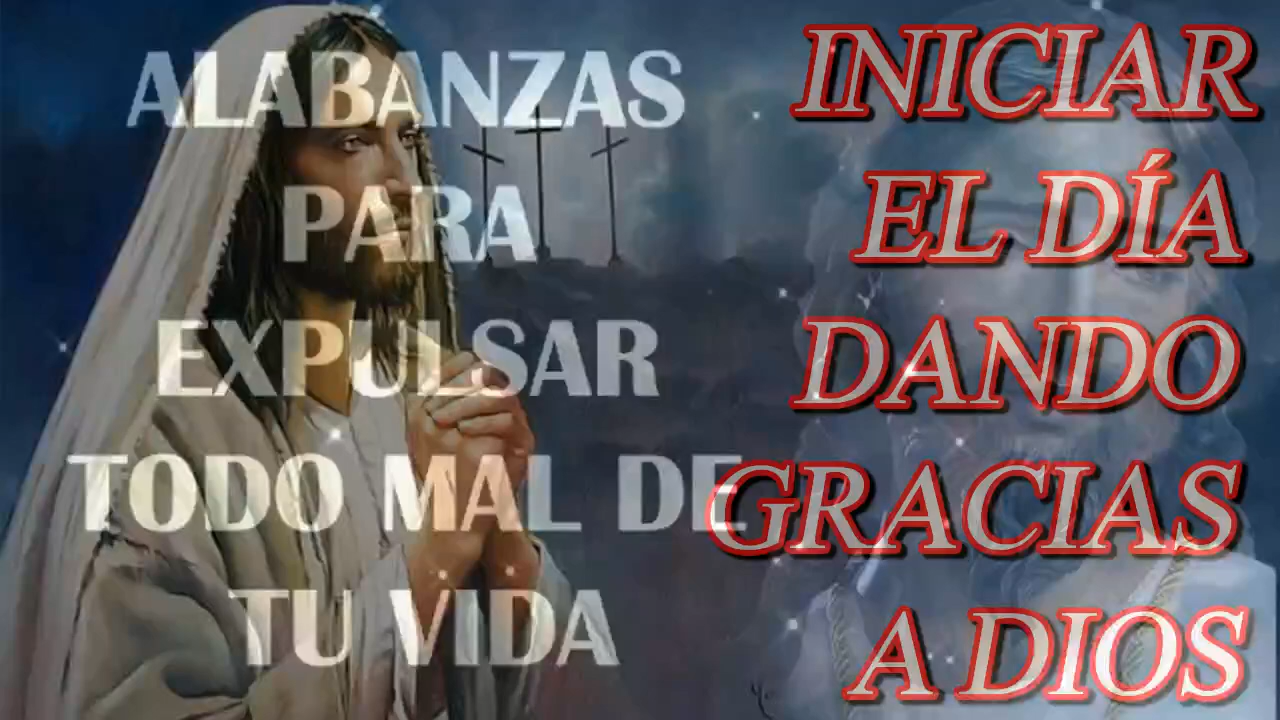 ALABANZAS
PARA
EXPULSAR
TODO MAL DE
TU VIDA
INICIAR
EL DÍA
DANDO
GRACIAS
A DIOS